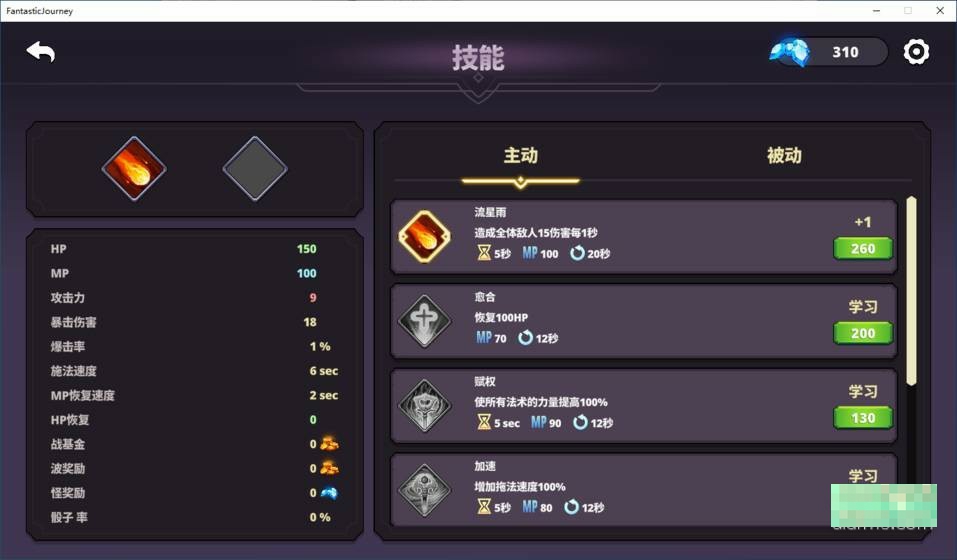 FantasticJourney
技能
310
主动
被动
HP 150
MP 100
攻击力 9
暴击伤害 18
爆击率 1 %
施法速度 6 sec
MP恢复速度 2 sec
HP恢复 0
战基金 0
波奖励 0
怪奖励 0
骰子 率 0 %
流星雨
造成全体敌人15伤害每1秒
5秒 MP 100 20秒
+1
260
愈合
恢复100HP
MP 70 12秒
学习
200
赋权
使所有法术的力量提高100%
5 sec MP 90 12秒
学习
130
加速
增加拖法速度100%
5秒 MP 80 12秒
学习